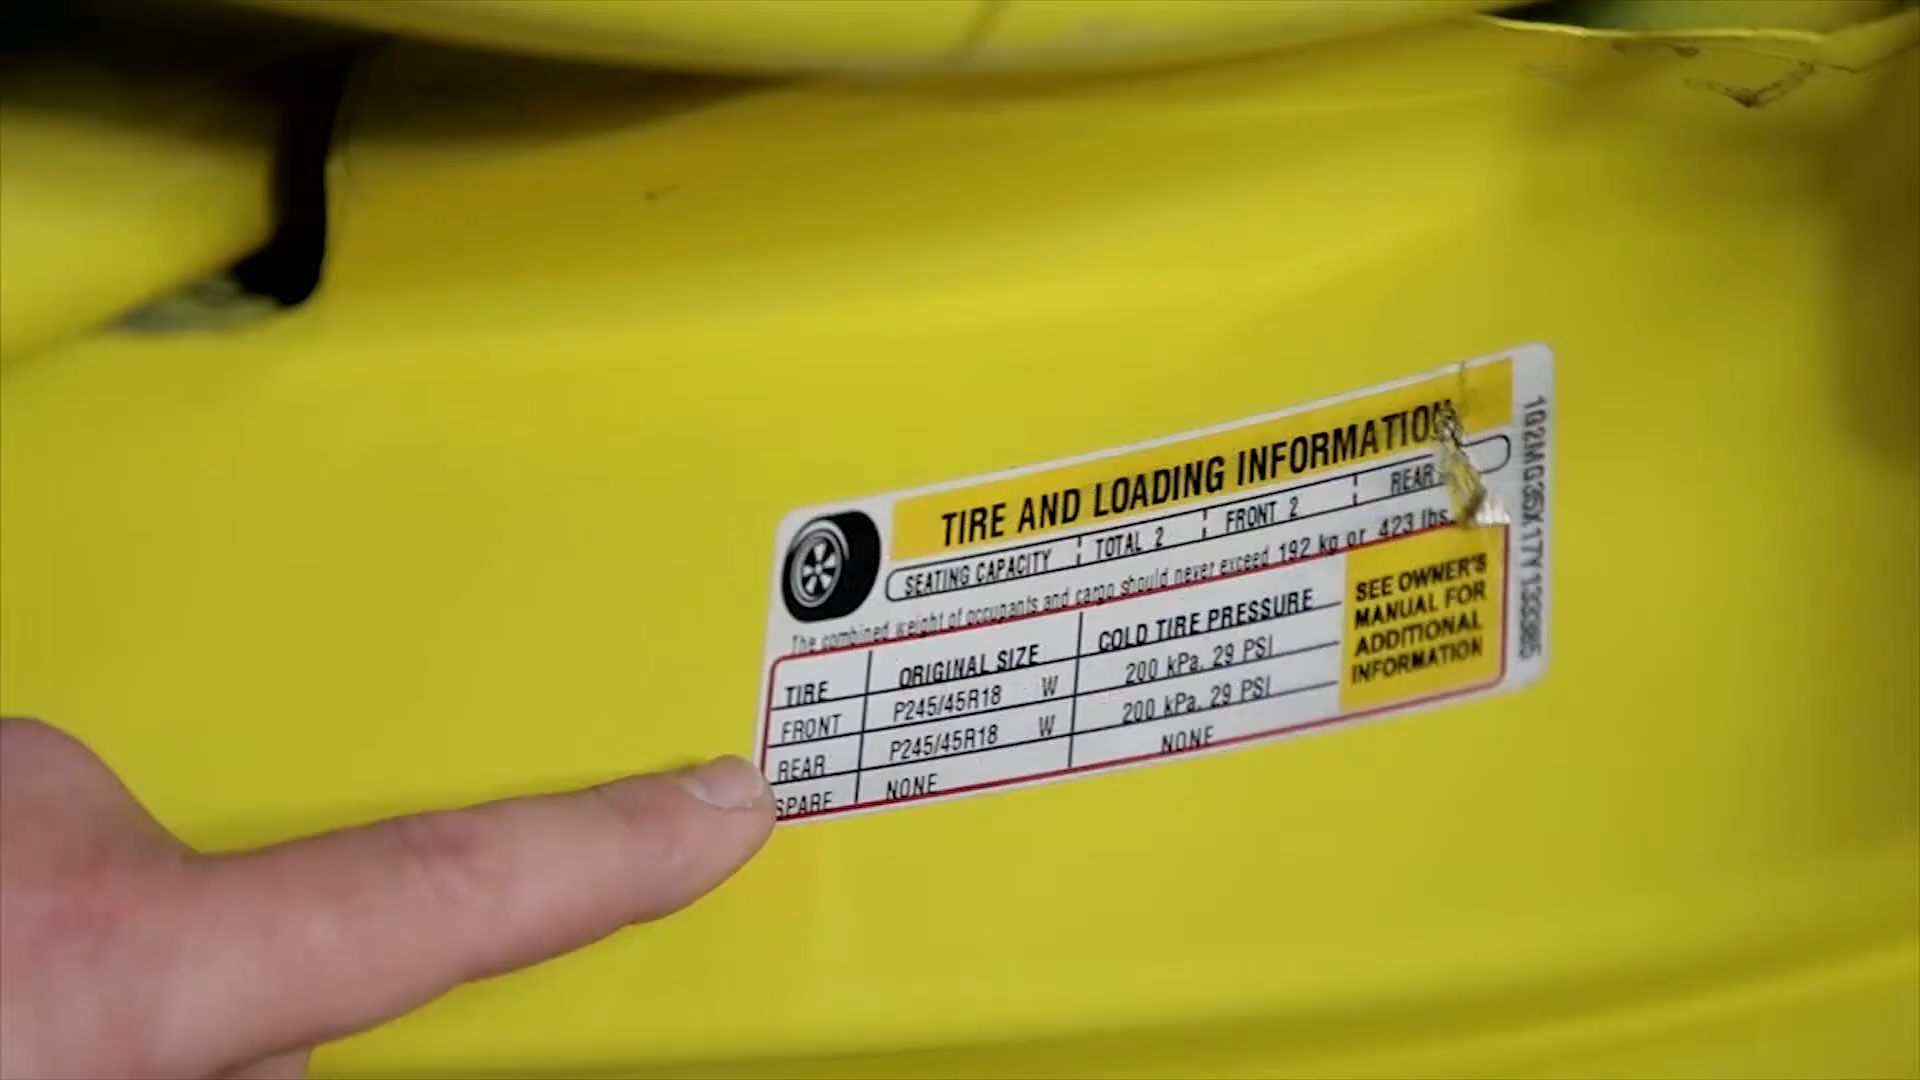 TIRE AND LOADING INFORMATION
SEATING CAPACITY TOTAL 2 FRONT 2 REAR
The combined weight of occupants and cargo should never exceed 192 kg or 423 lbs.
TIRE ORIGINAL SIZE COLD TIRE PRESSURE
FRONT P245/45R18 W 200 kPa, 29 PSI
REAR P245/45R18 W 200 kPa, 29 PSI
SPARE NONE NONE
SEE OWNER'S
MANUAL FOR
ADDITIONAL
INFORMATION